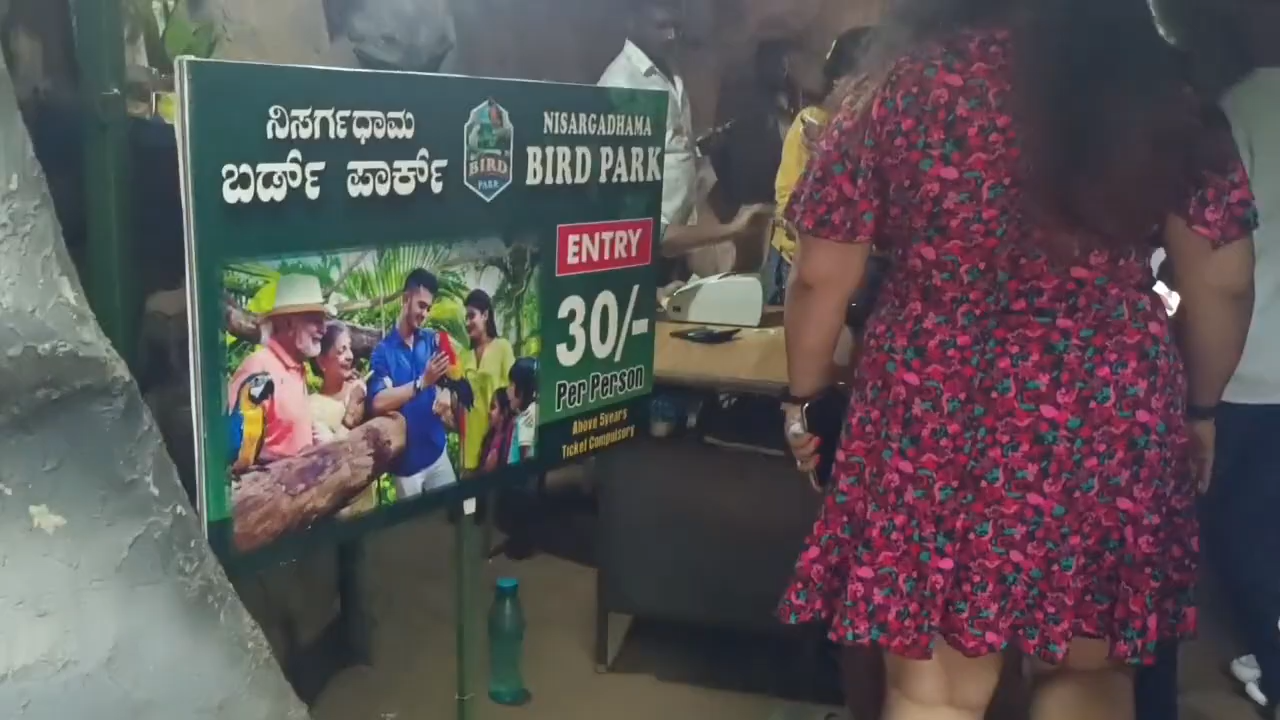 ನಿಸರ್ಗಧಾಮ
ಬರ್ಡ್ ಪಾರ್ಕ್
BIRD
PARK
NISARGADHAMA
BIRD PARK
ENTRY
30/-
Per Person
Above 5years
Ticket Compulsory